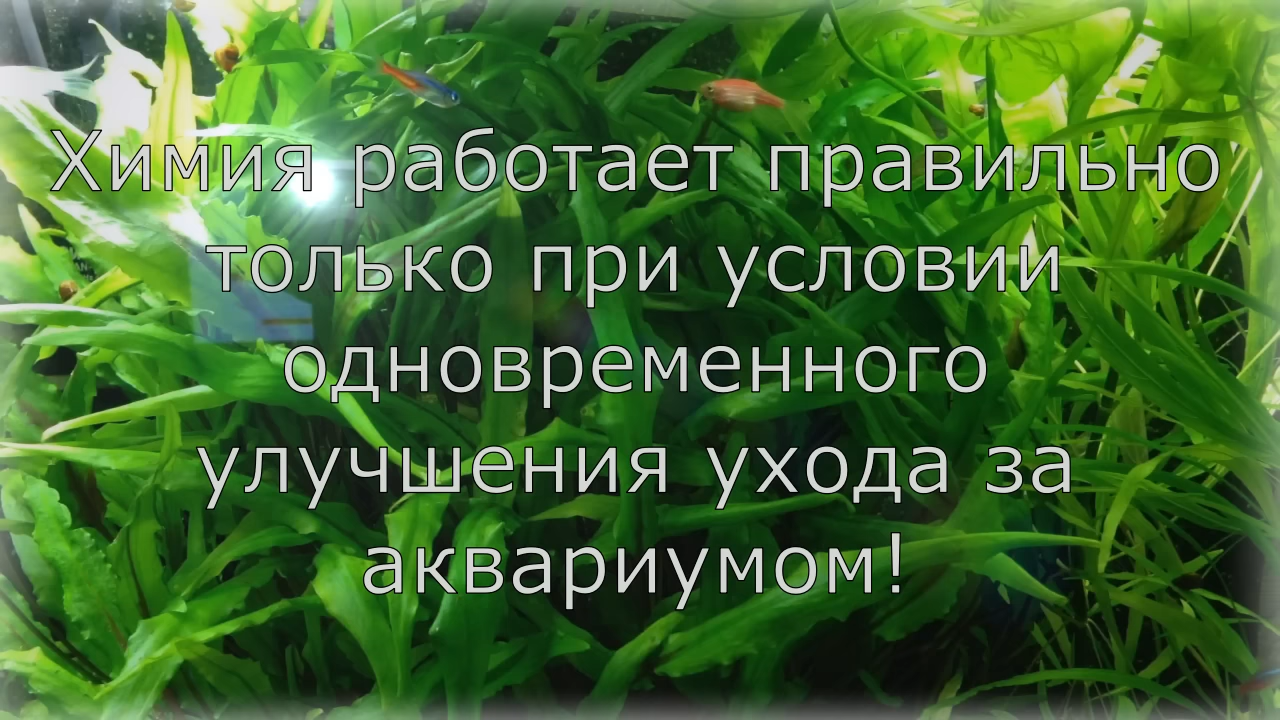 Химия работает правильно
только при условии
одновременного
улучшения ухода за
аквариумом!